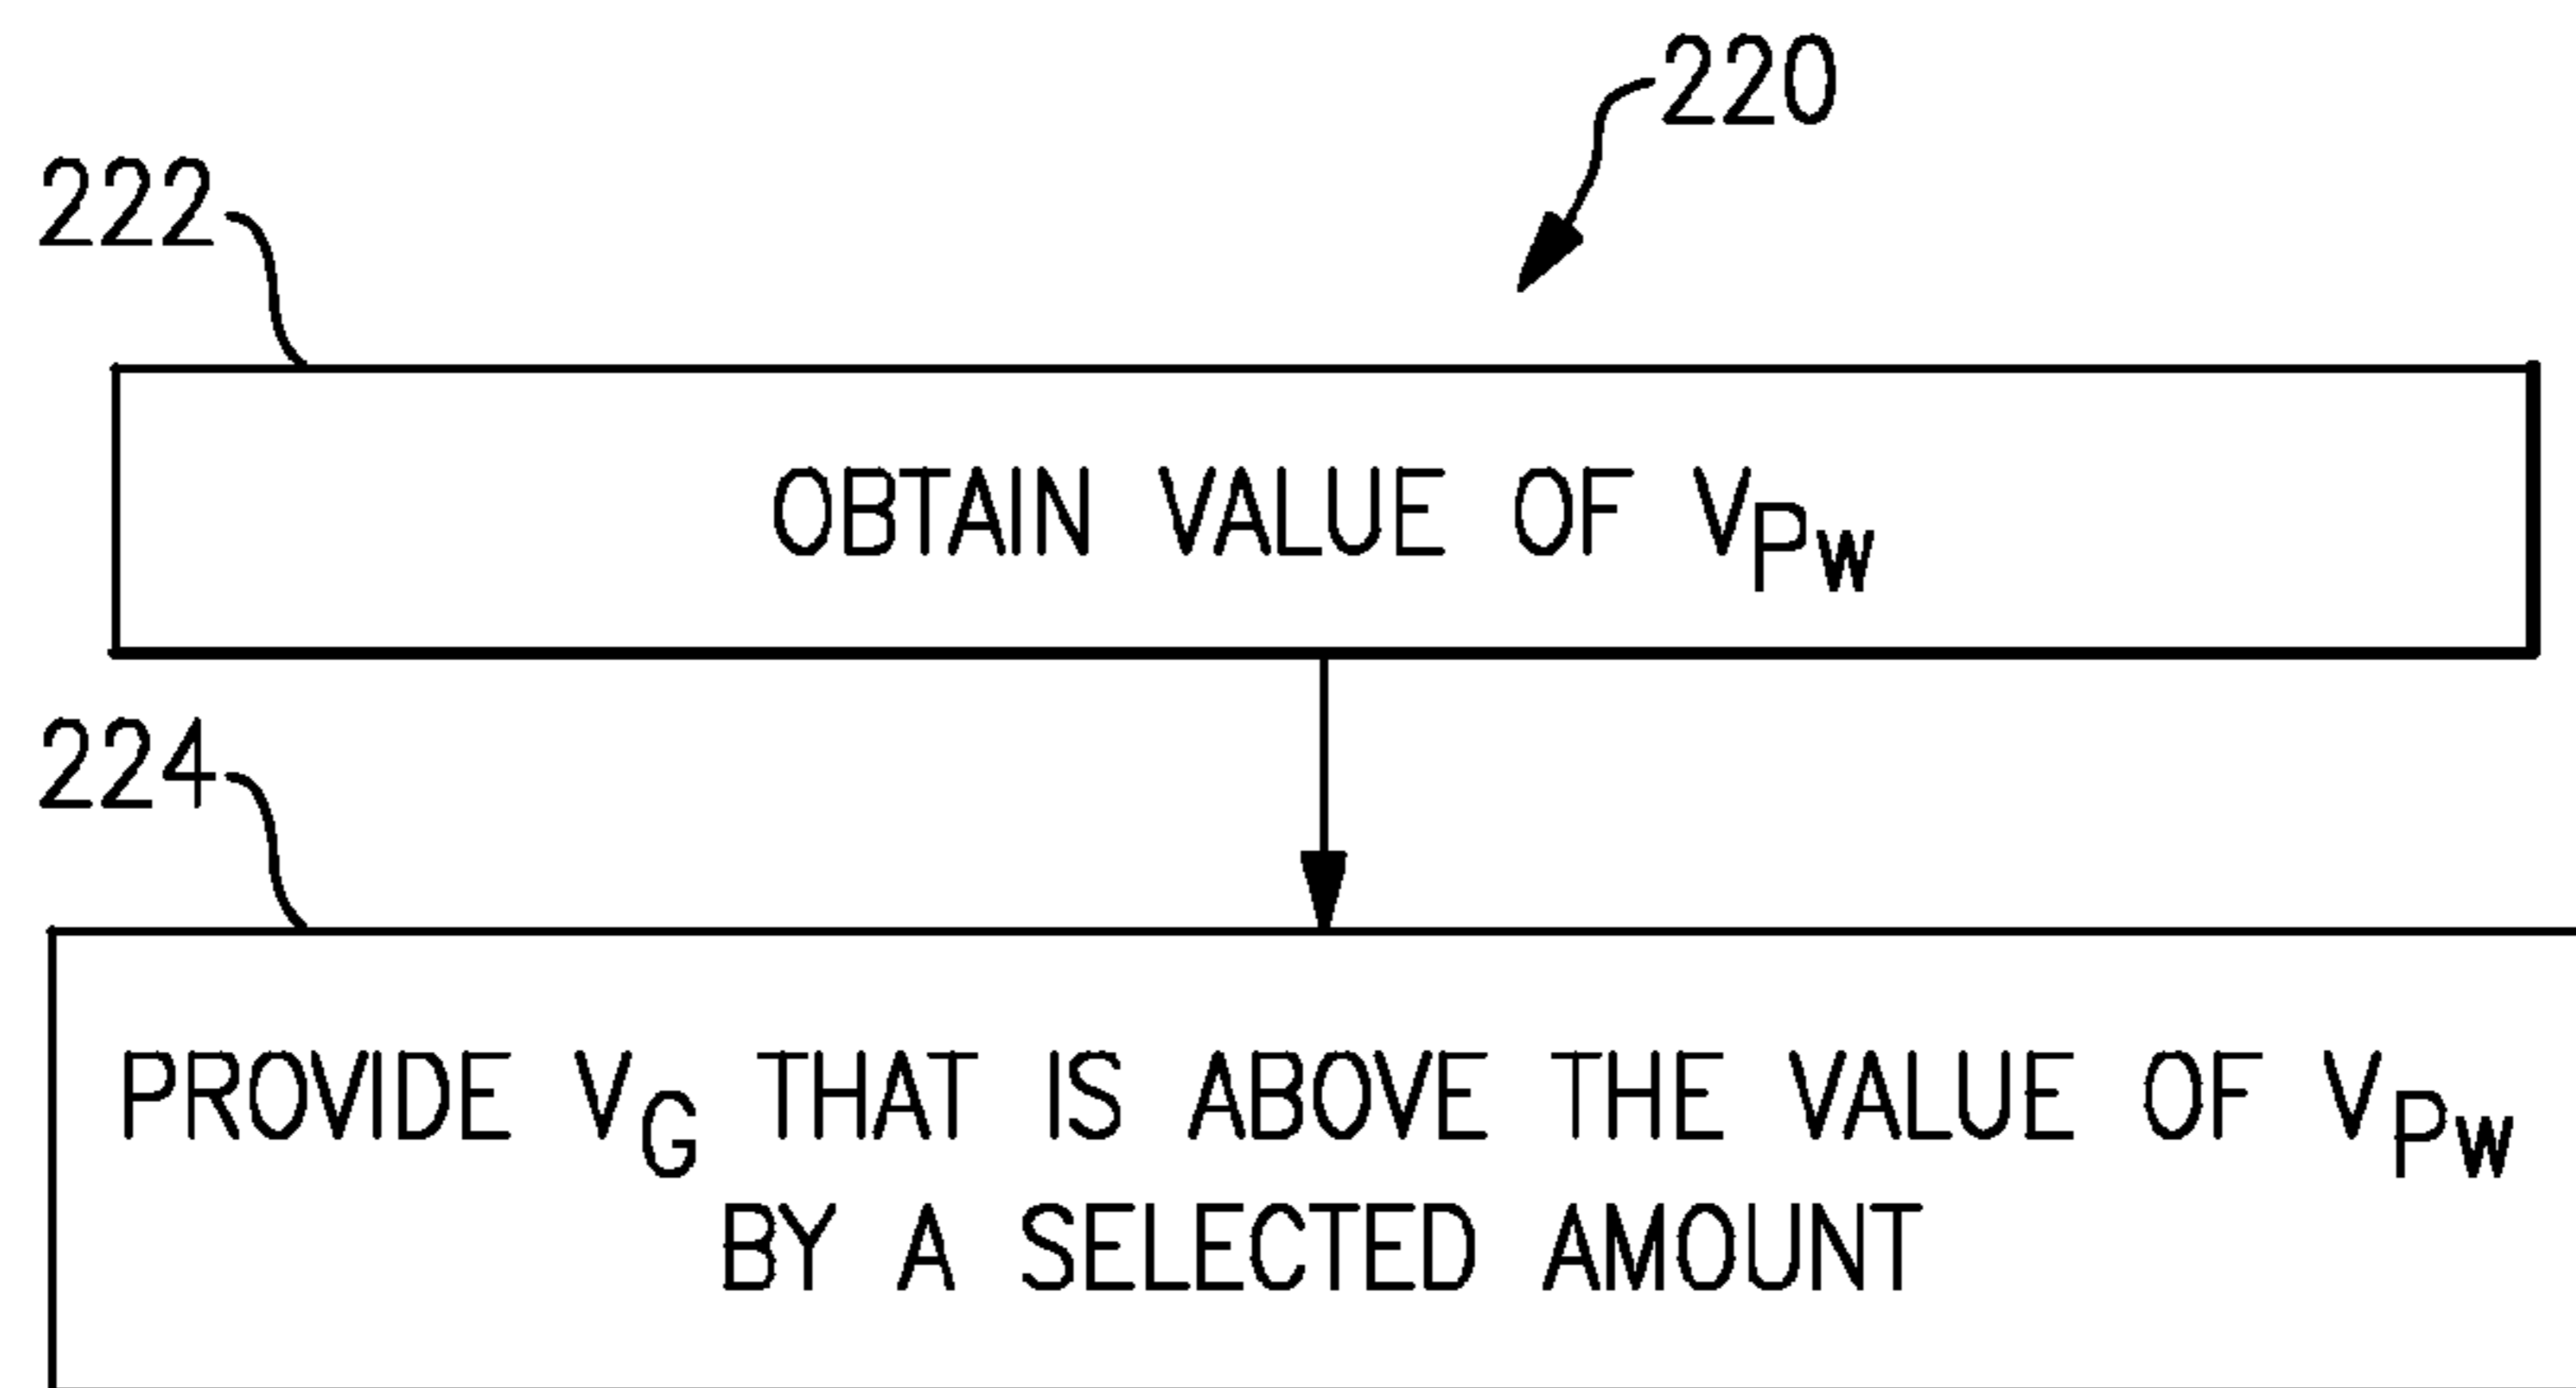 220
222
OBTAIN VALUE OF VPW
224
PROVIDE VG THAT IS ABOVE THE VALUE OF VPW
BY A SELECTED AMOUNT